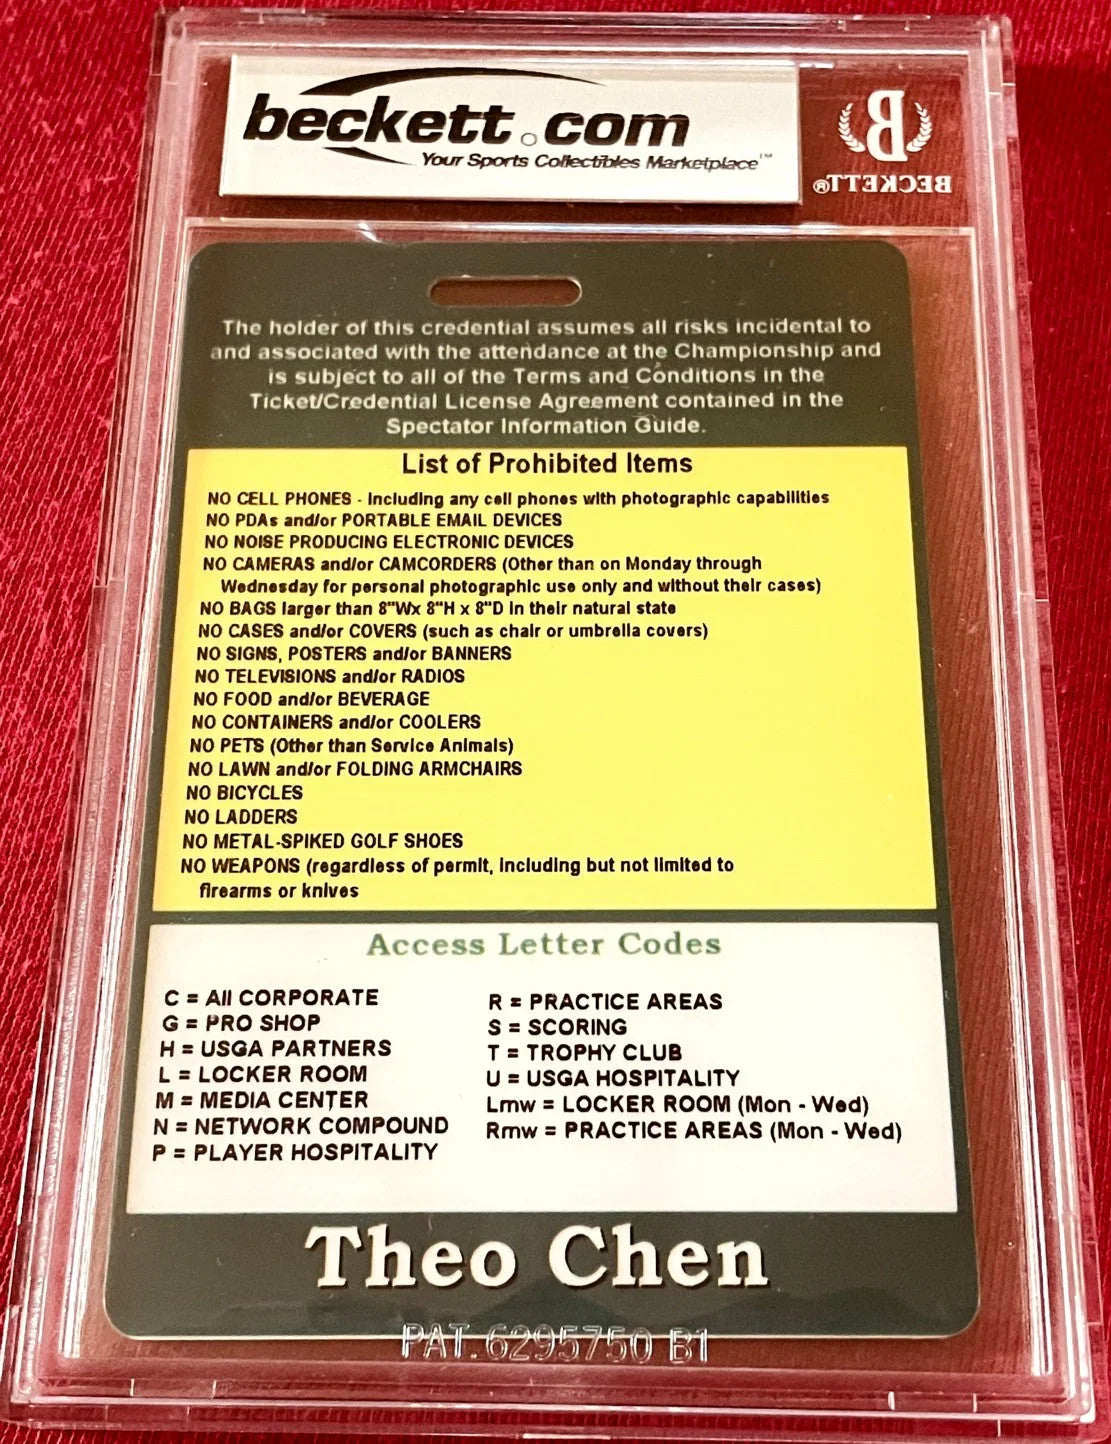 beckett.com
Your Sports Collectibles Marketplace™
B
BECKETT®
The holder of this credential assumes all risks incidental to
and associated with the attendance at the Championship and
is subject to all of the Terms and Conditions in the
Ticket/Credential License Agreement contained in the
Spectator Information Guide.
List of Prohibited Items
NO CELL PHONES - Including any cell phones with photographic capabilities
NO PDAs and/or PORTABLE EMAIL DEVICES
NO NOISE PRODUCING ELECTRONIC DEVICES
NO CAMERAS and/or CAMCORDERS (Other than on Monday through
Wednesday for personal photographic use only and without their cases)
NO BAGS larger than 8"Wx 8"H x 8"D in their natural state
NO CASES and/or COVERS (such as chair or umbrella covers)
NO SIGNS, POSTERS and/or BANNERS
NO TELEVISIONS and/or RADIOS
NO FOOD and/or BEVERAGE
NO CONTAINERS and/or COOLERS
NO PETS (Other than Service Animals)
NO LAWN and/or FOLDING ARMCHAIRS
NO BICYCLES
NO LADDERS
NO METAL-SPIKED GOLF SHOES
NO WEAPONS (regardless of permit, including but not limited to
firearms or knives
Access Letter Codes
C = All CORPORATE
G = PRO SHOP
H = USGA PARTNERS
L = LOCKER ROOM
M = MEDIA CENTER
N = NETWORK COMPOUND
P = PLAYER HOSPITALITY
R = PRACTICE AREAS
S = SCORING
T = TROPHY CLUB
U = USGA HOSPITALITY
Lmw = LOCKER ROOM (Mon - Wed)
Rmw = PRACTICE AREAS (Mon - Wed)
Theo Chen
PAT. 6295750 B1